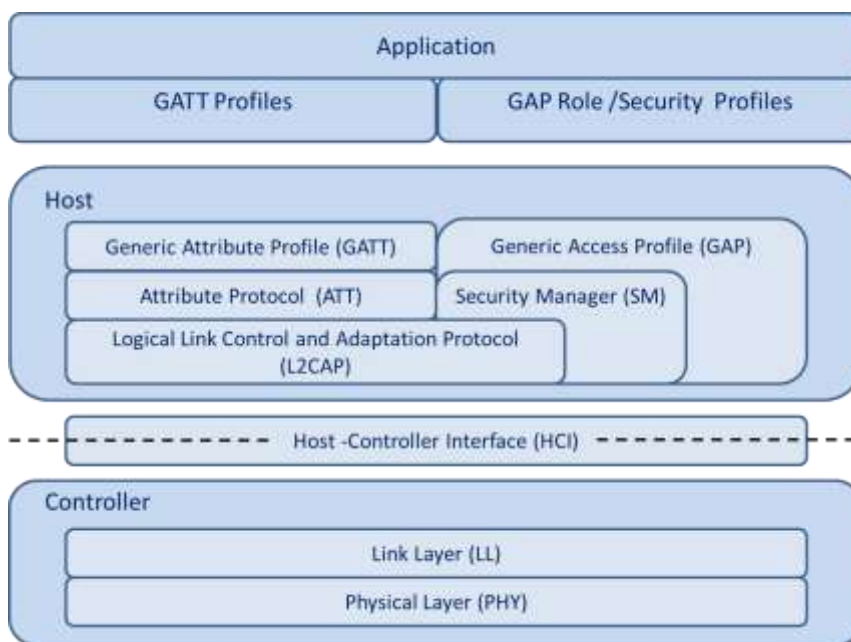 Application
GATT Profiles
GAP Role /Security Profiles
Host
Generic Attribute Profile (GATT)
Generic Access Profile (GAP)
Attribute Protocol (ATT)
Security Manager (SM)
Logical Link Control and Adaptation Protocol
(L2CAP)
Host -Controller Interface (HCI)
Controller
Link Layer (LL)
Physical Layer (PHY)